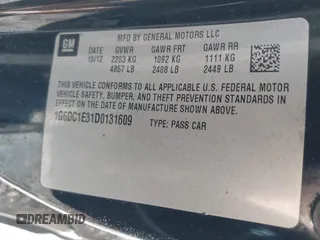 GM
MFD BY GENERAL MOTORS LLC
DATE GVWR GAWR FRT GAWR RR
10/12 2203 KG 1092 KG 1111 KG
4857 LB 2408 LB 2449 LB
THIS VEHICLE CONFORMS TO ALL APPLICABLE U.S. FEDERAL MOTOR
VEHICLE SAFETY, BUMPER, AND THEFT PREVENTION STANDARDS IN
EFFECT ON THE DATE OF MANUFACTURE SHOWN ABOVE.
1G6DC1E31D0131609
TYPE: PASS CAR
DREAMBID